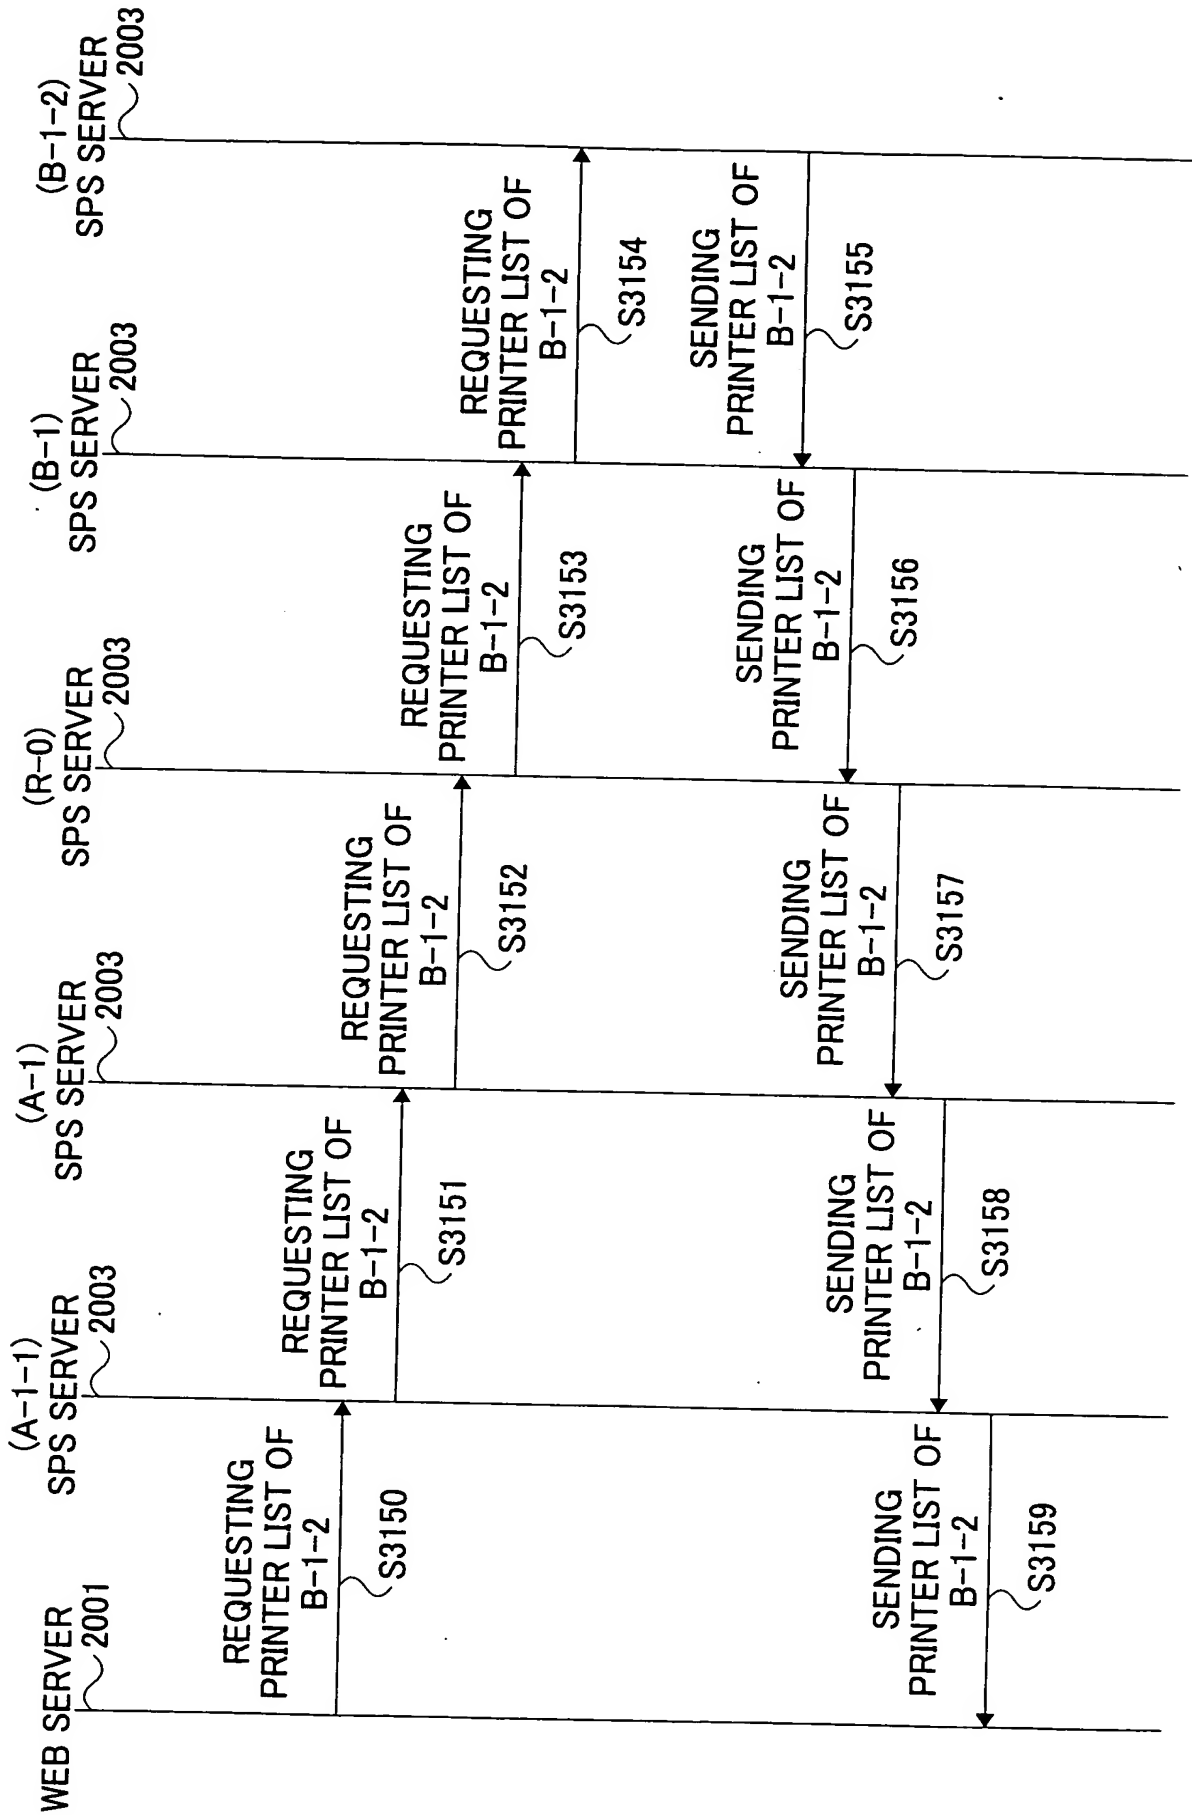 WEB SERVER
2001
(A-1-1)
SPS SERVER
2003
(A-1)
SPS SERVER
2003
(R-0)
SPS SERVER
2003
(B-1)
SPS SERVER
2003
(B-1-2)
SPS SERVER
2003
REQUESTING
PRINTER LIST OF
B-1-2
S3150
REQUESTING
PRINTER LIST OF
B-1-2
S3151
REQUESTING
PRINTER LIST OF
B-1-2
S3152
REQUESTING
PRINTER LIST OF
B-1-2
S3153
REQUESTING
PRINTER LIST OF
B-1-2
S3154
SENDING
PRINTER LIST OF
B-1-2
S3155
SENDING
PRINTER LIST OF
B-1-2
S3156
SENDING
PRINTER LIST OF
B-1-2
S3157
SENDING
PRINTER LIST OF
B-1-2
S3158
SENDING
PRINTER LIST OF
B-1-2
S3159